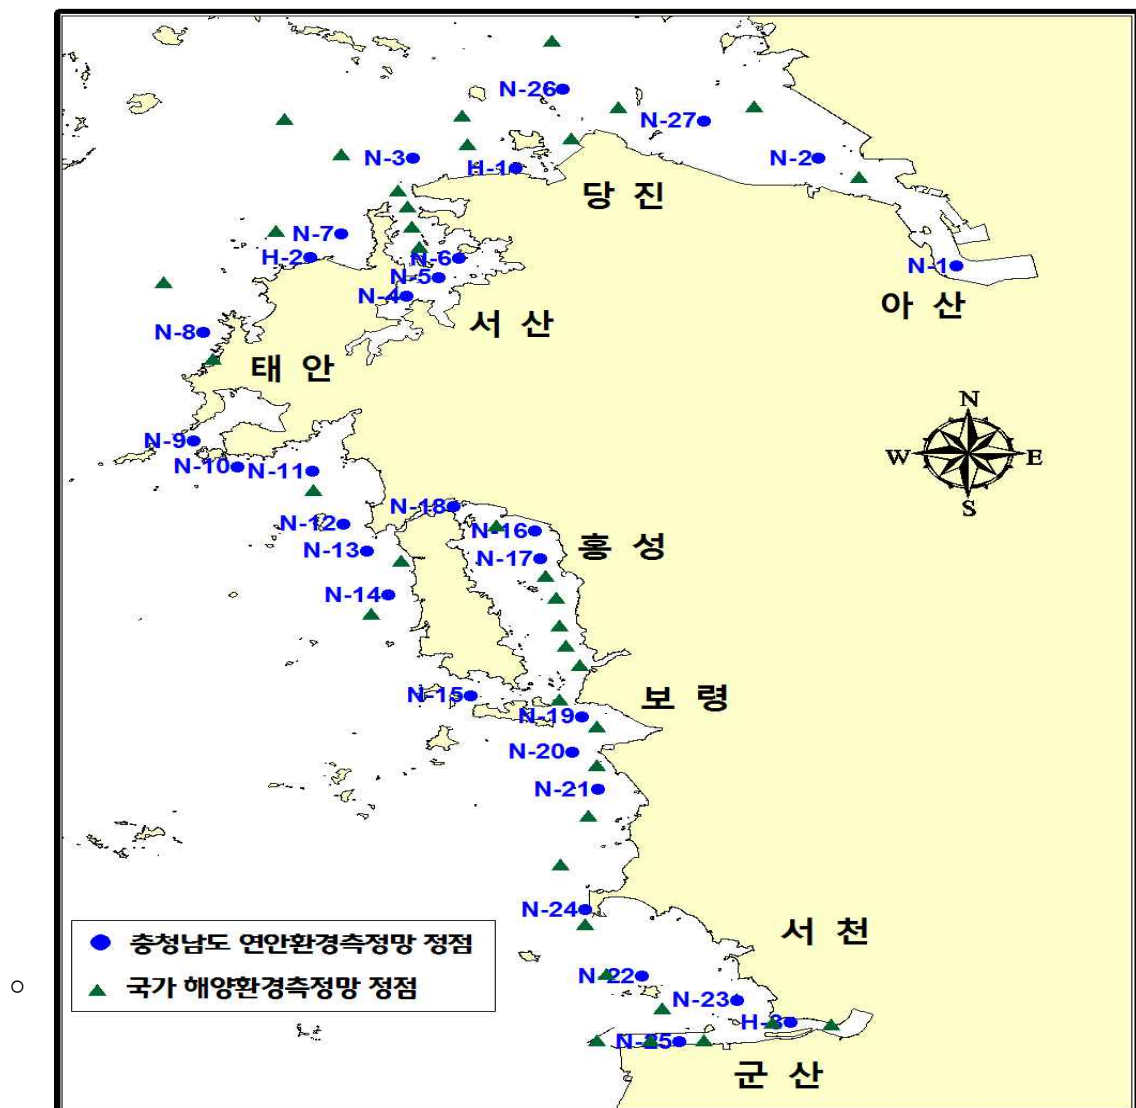 N-26
N-27
N-3
H-1
N-2
당 진
N-7
H-2
N-6
N-5
N-4
N-1
아 산
서 산
N-8
태 안
N
W E
S
N-9
N-10
N-11
N-18
N-12
N-16
N-13
N-17
홍 성
N-14
N-15
보 령
N-19
N-20
N-21
N-24
서 천
충청남도 연안환경측정망 정점
국가 해양환경측정망 정점
N-22
N-23
H-3
N-25
군 산